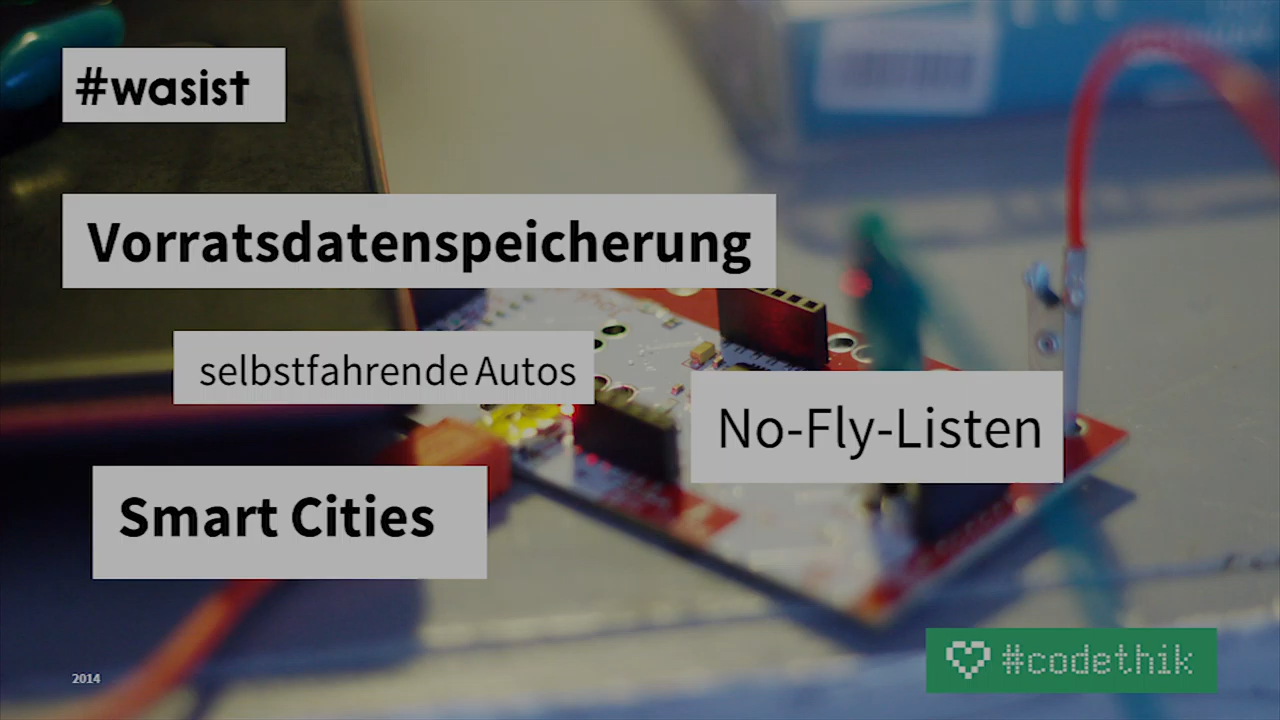 #wasist
Vorratsdatenspeicherung
selbstfahrende Autos
No-Fly-Listen
Smart Cities
2014
#codethik